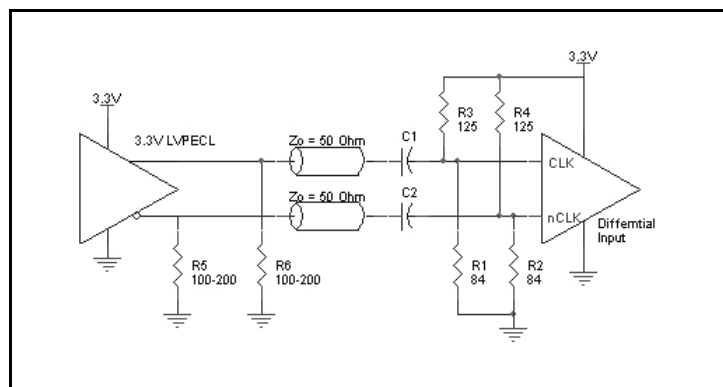 3.3V
3.3V
3.3V LVPECL
R3
125
R4
125
Zo = 50 Ohm
C1
CLK
Zo = 50 Ohm
C2
nCLK
Differntial
Input
R5
100-200
R6
100-200
R1
84
R2
84